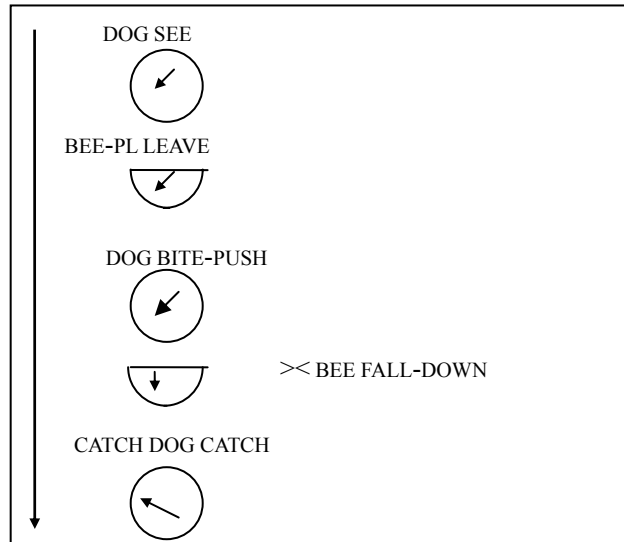 DOG SEE
BEE-PL LEAVE
DOG BITE-PUSH
>< BEE FALL-DOWN
CATCH DOG CATCH